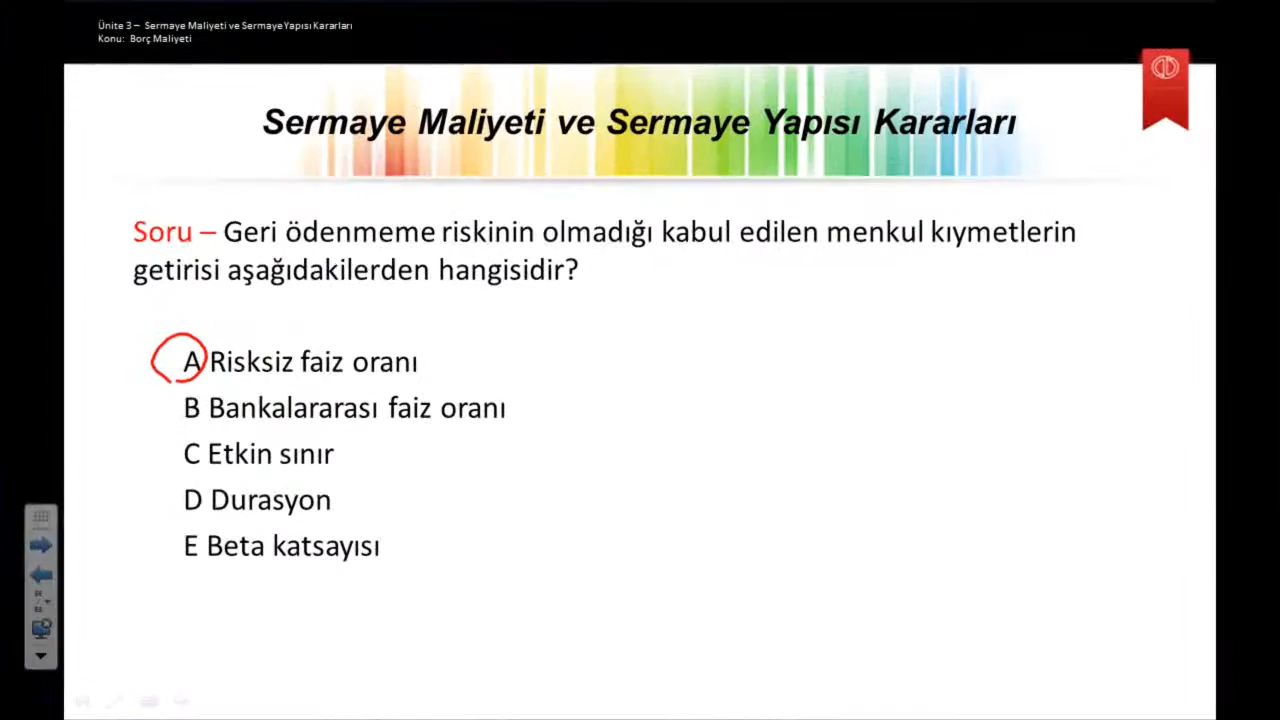 Ünite 3 – Sermaye Maliyeti ve Sermaye Yapısı Kararları
Konu: Borç Maliyeti
Sermaye Maliyeti ve Sermaye Yapısı Kararları
Soru – Geri ödenmeme riskinin olmadığı kabul edilen menkul kıymetlerin
getirisi aşağıdakilerden hangisidir?
A Risksiz faiz oranı
B Bankalararası faiz oranı
C Etkin sınır
D Durasyon
E Beta katsayısı